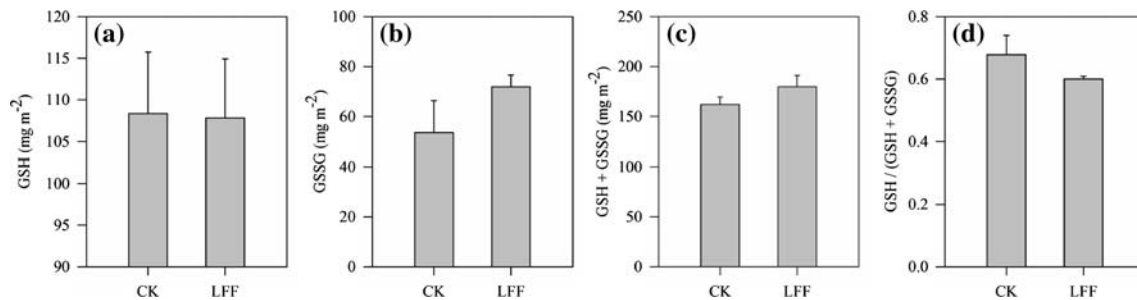 (a)
GSH (mg m⁻²)
120
115
110
105
100
95
90
CK LFF
(b)
GSSG (mg m⁻²)
100
80
60
40
20
0
CK LFF
(c)
GSH + GSSG (mg m⁻²)
250
200
150
100
50
0
CK LFF
(d)
GSH / (GSH + GSSG)
0.8
0.6
0.4
0.2
0.0
CK LFF